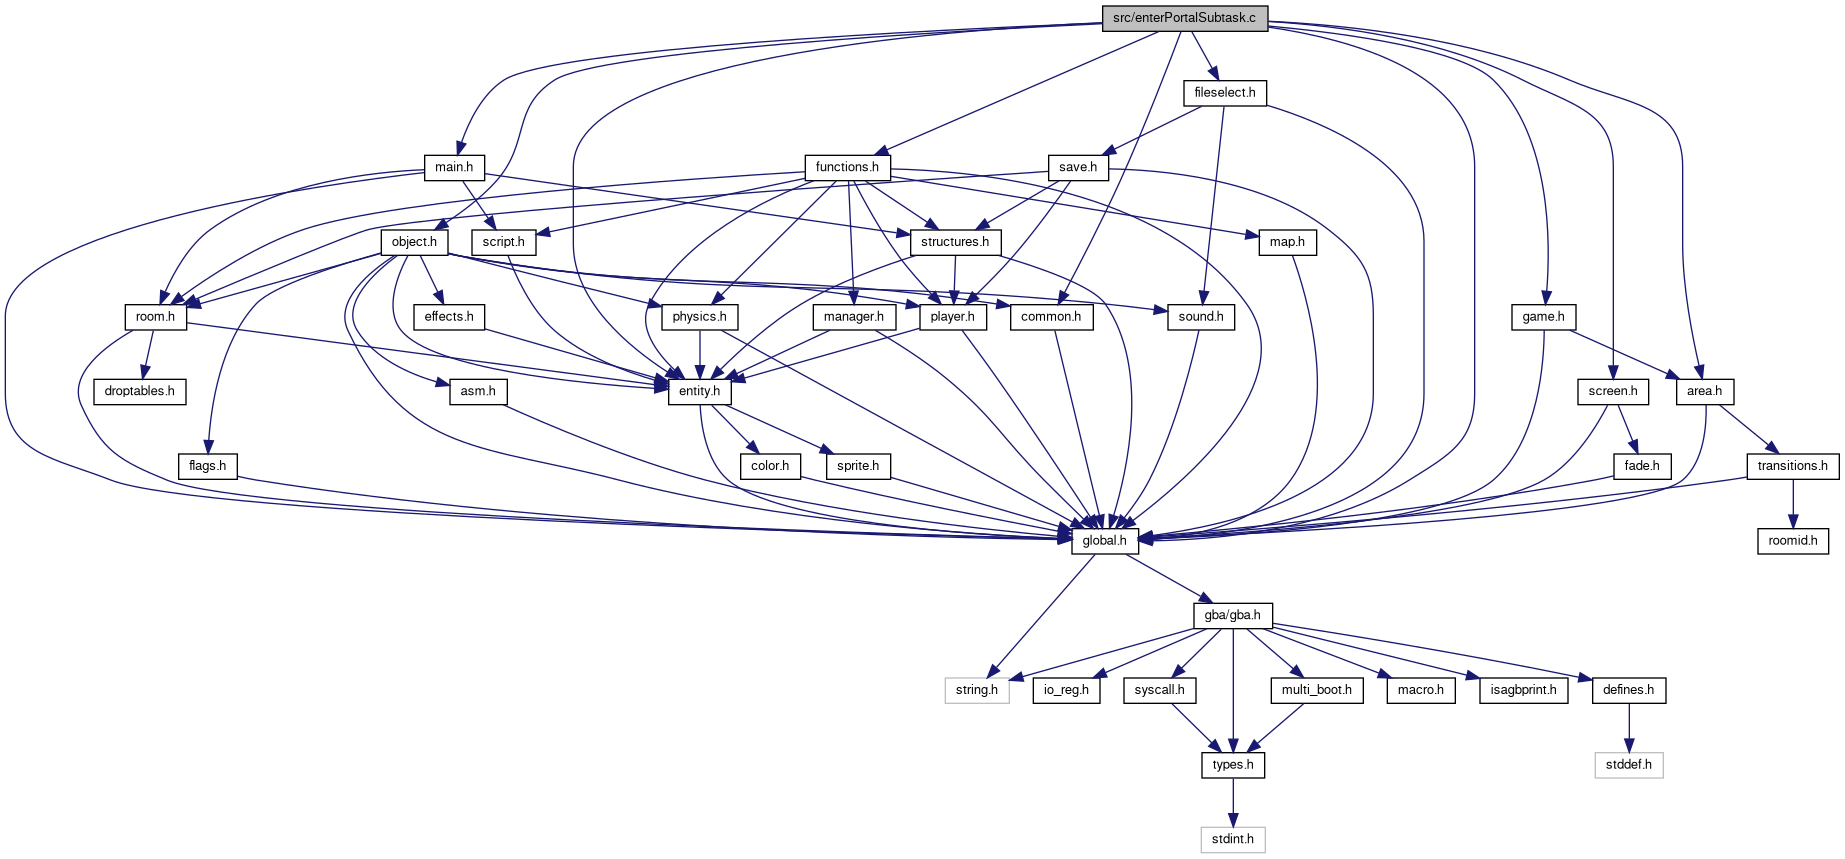 src/enterPortalSubtask.c
fileselect.h
main.h
functions.h
save.h
object.h
script.h
structures.h
map.h
room.h
effects.h
physics.h
manager.h
player.h
common.h
sound.h
game.h
droptables.h
asm.h
entity.h
screen.h
area.h
flags.h
color.h
sprite.h
fade.h
transitions.h
global.h
roomid.h
gba/gba.h
string.h
io_reg.h
syscall.h
multi_boot.h
macro.h
isagbprint.h
defines.h
types.h
stddef.h
stdint.h